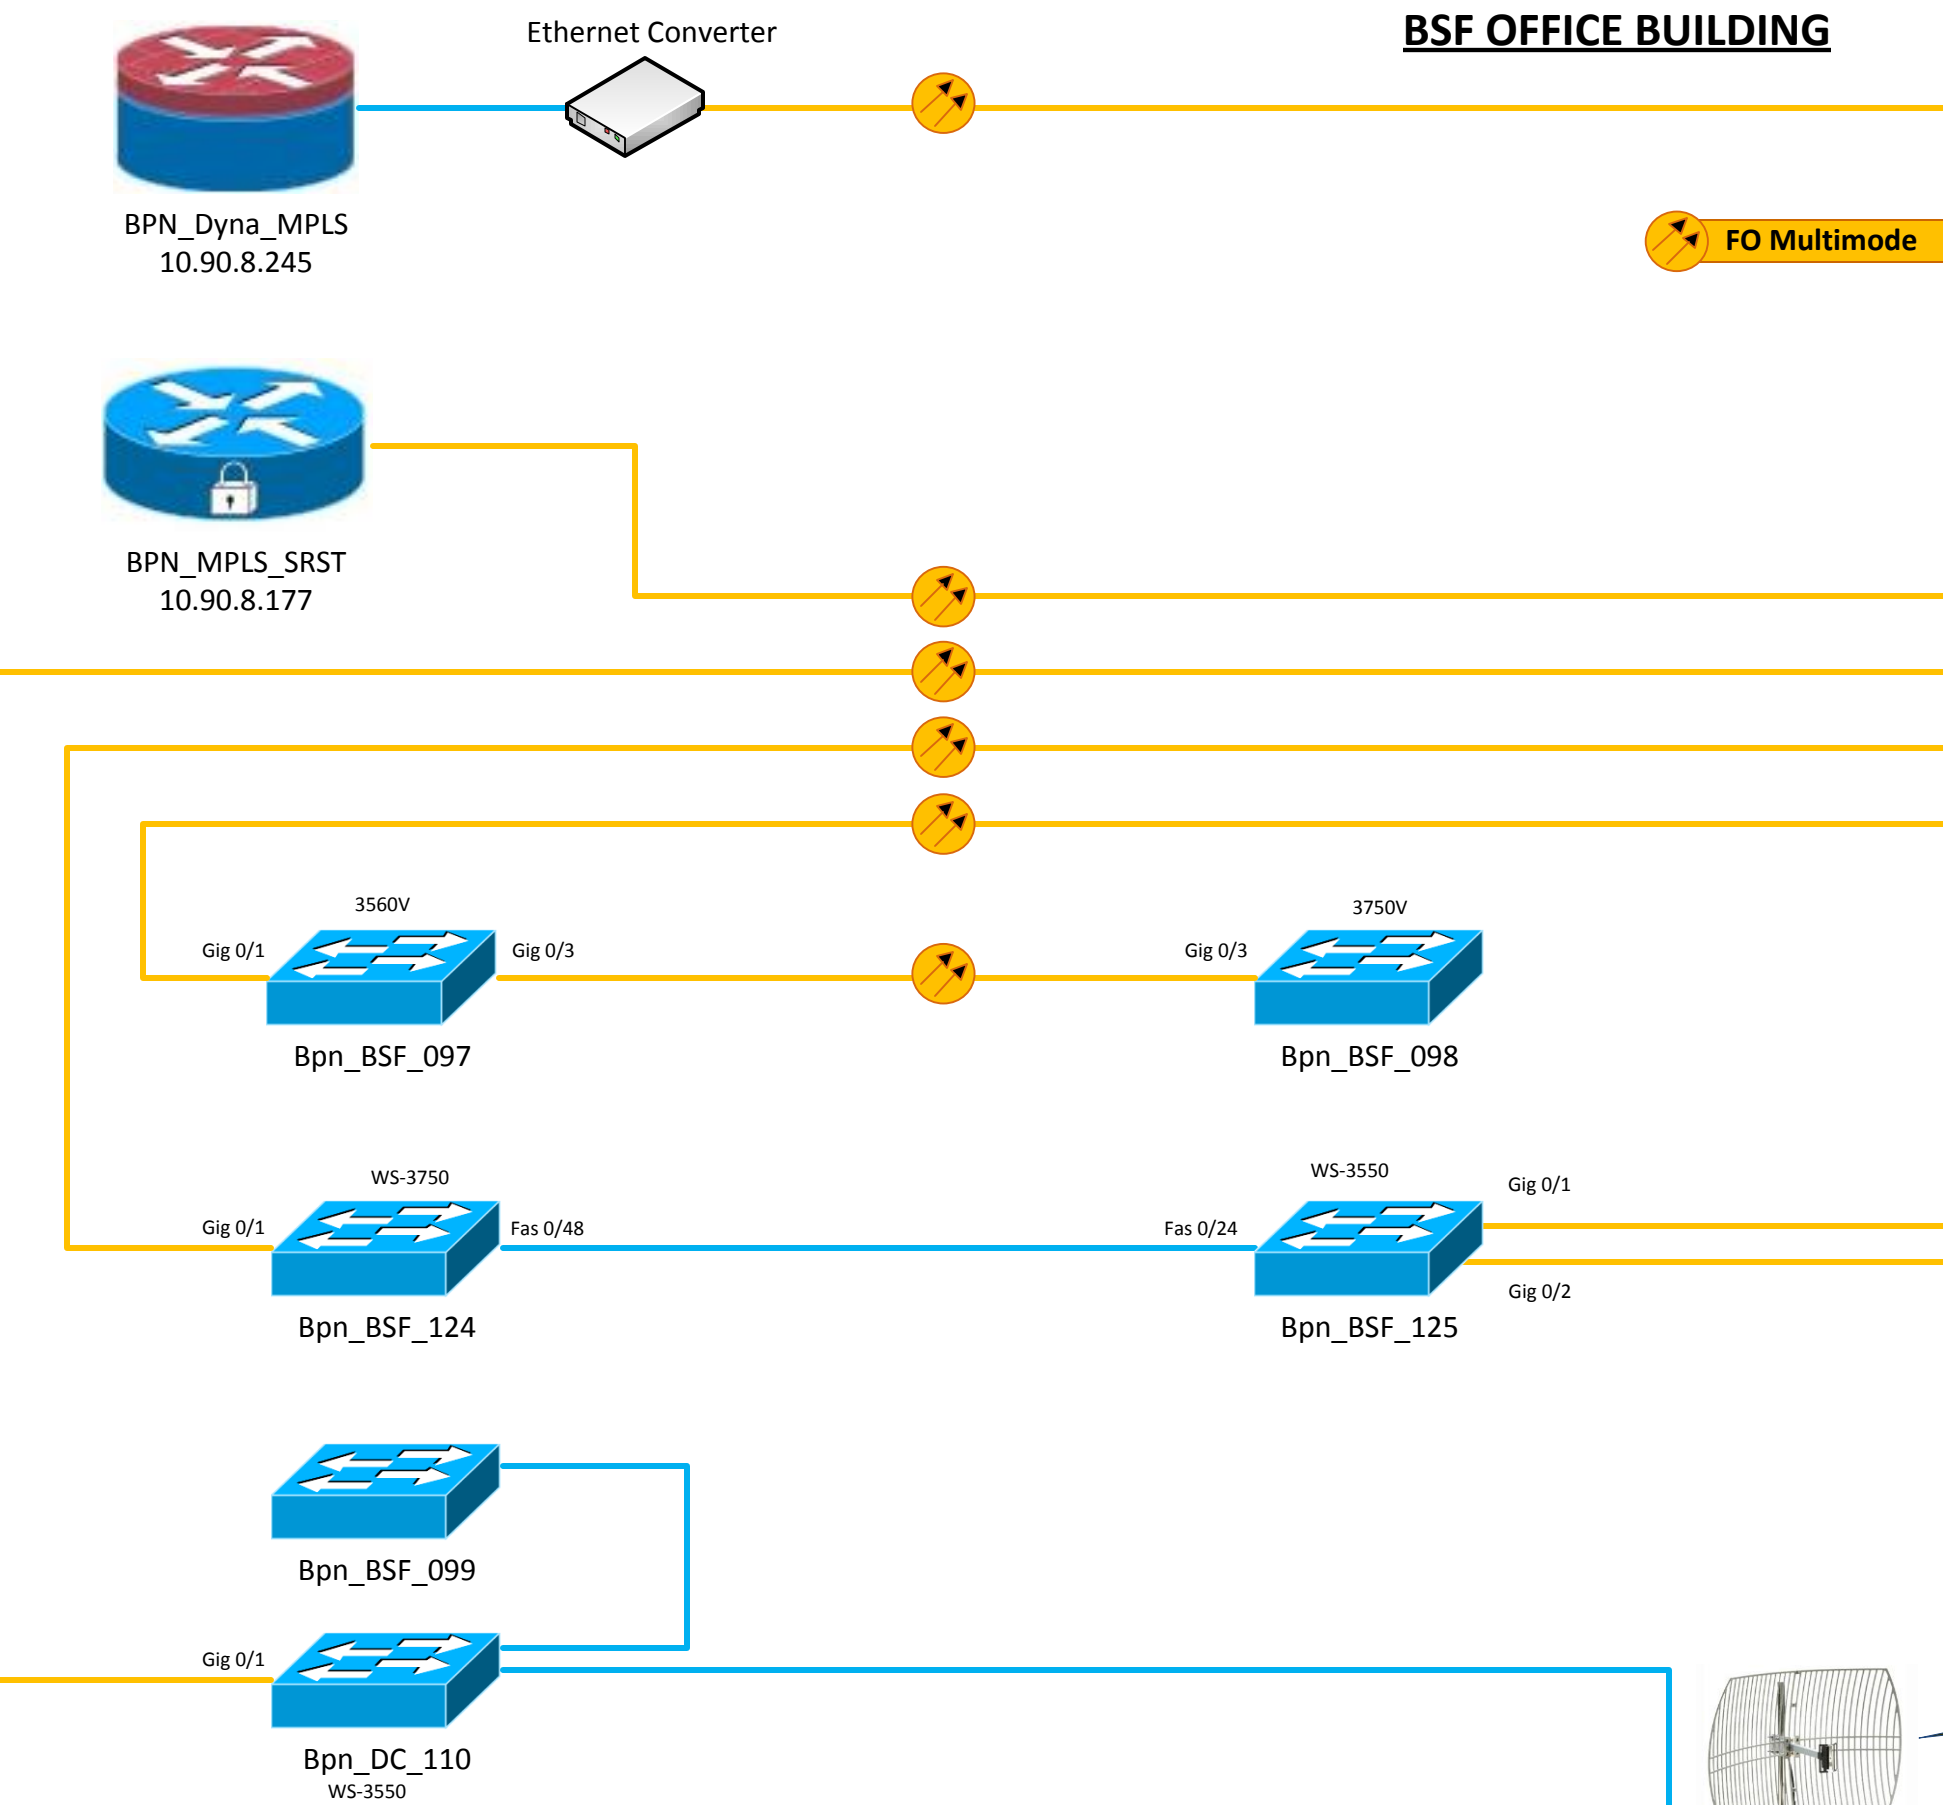 Ethernet Converter
BSF OFFICE BUILDING
BPN_Dyna_MPLS
10.90.8.245
FO Multimode
BPN_MPLS_SRST
10.90.8.177
3560V
3750V
Gig 0/1
Gig 0/3
Gig 0/3
Bpn_BSF_097
Bpn_BSF_098
WS-3750
WS-3550
Gig 0/1
Gig 0/1
Fas 0/48
Fas 0/24
Gig 0/2
Bpn_BSF_124
Bpn_BSF_125
Bpn_BSF_099
Gig 0/1
Bpn_DC_110
WS-3550